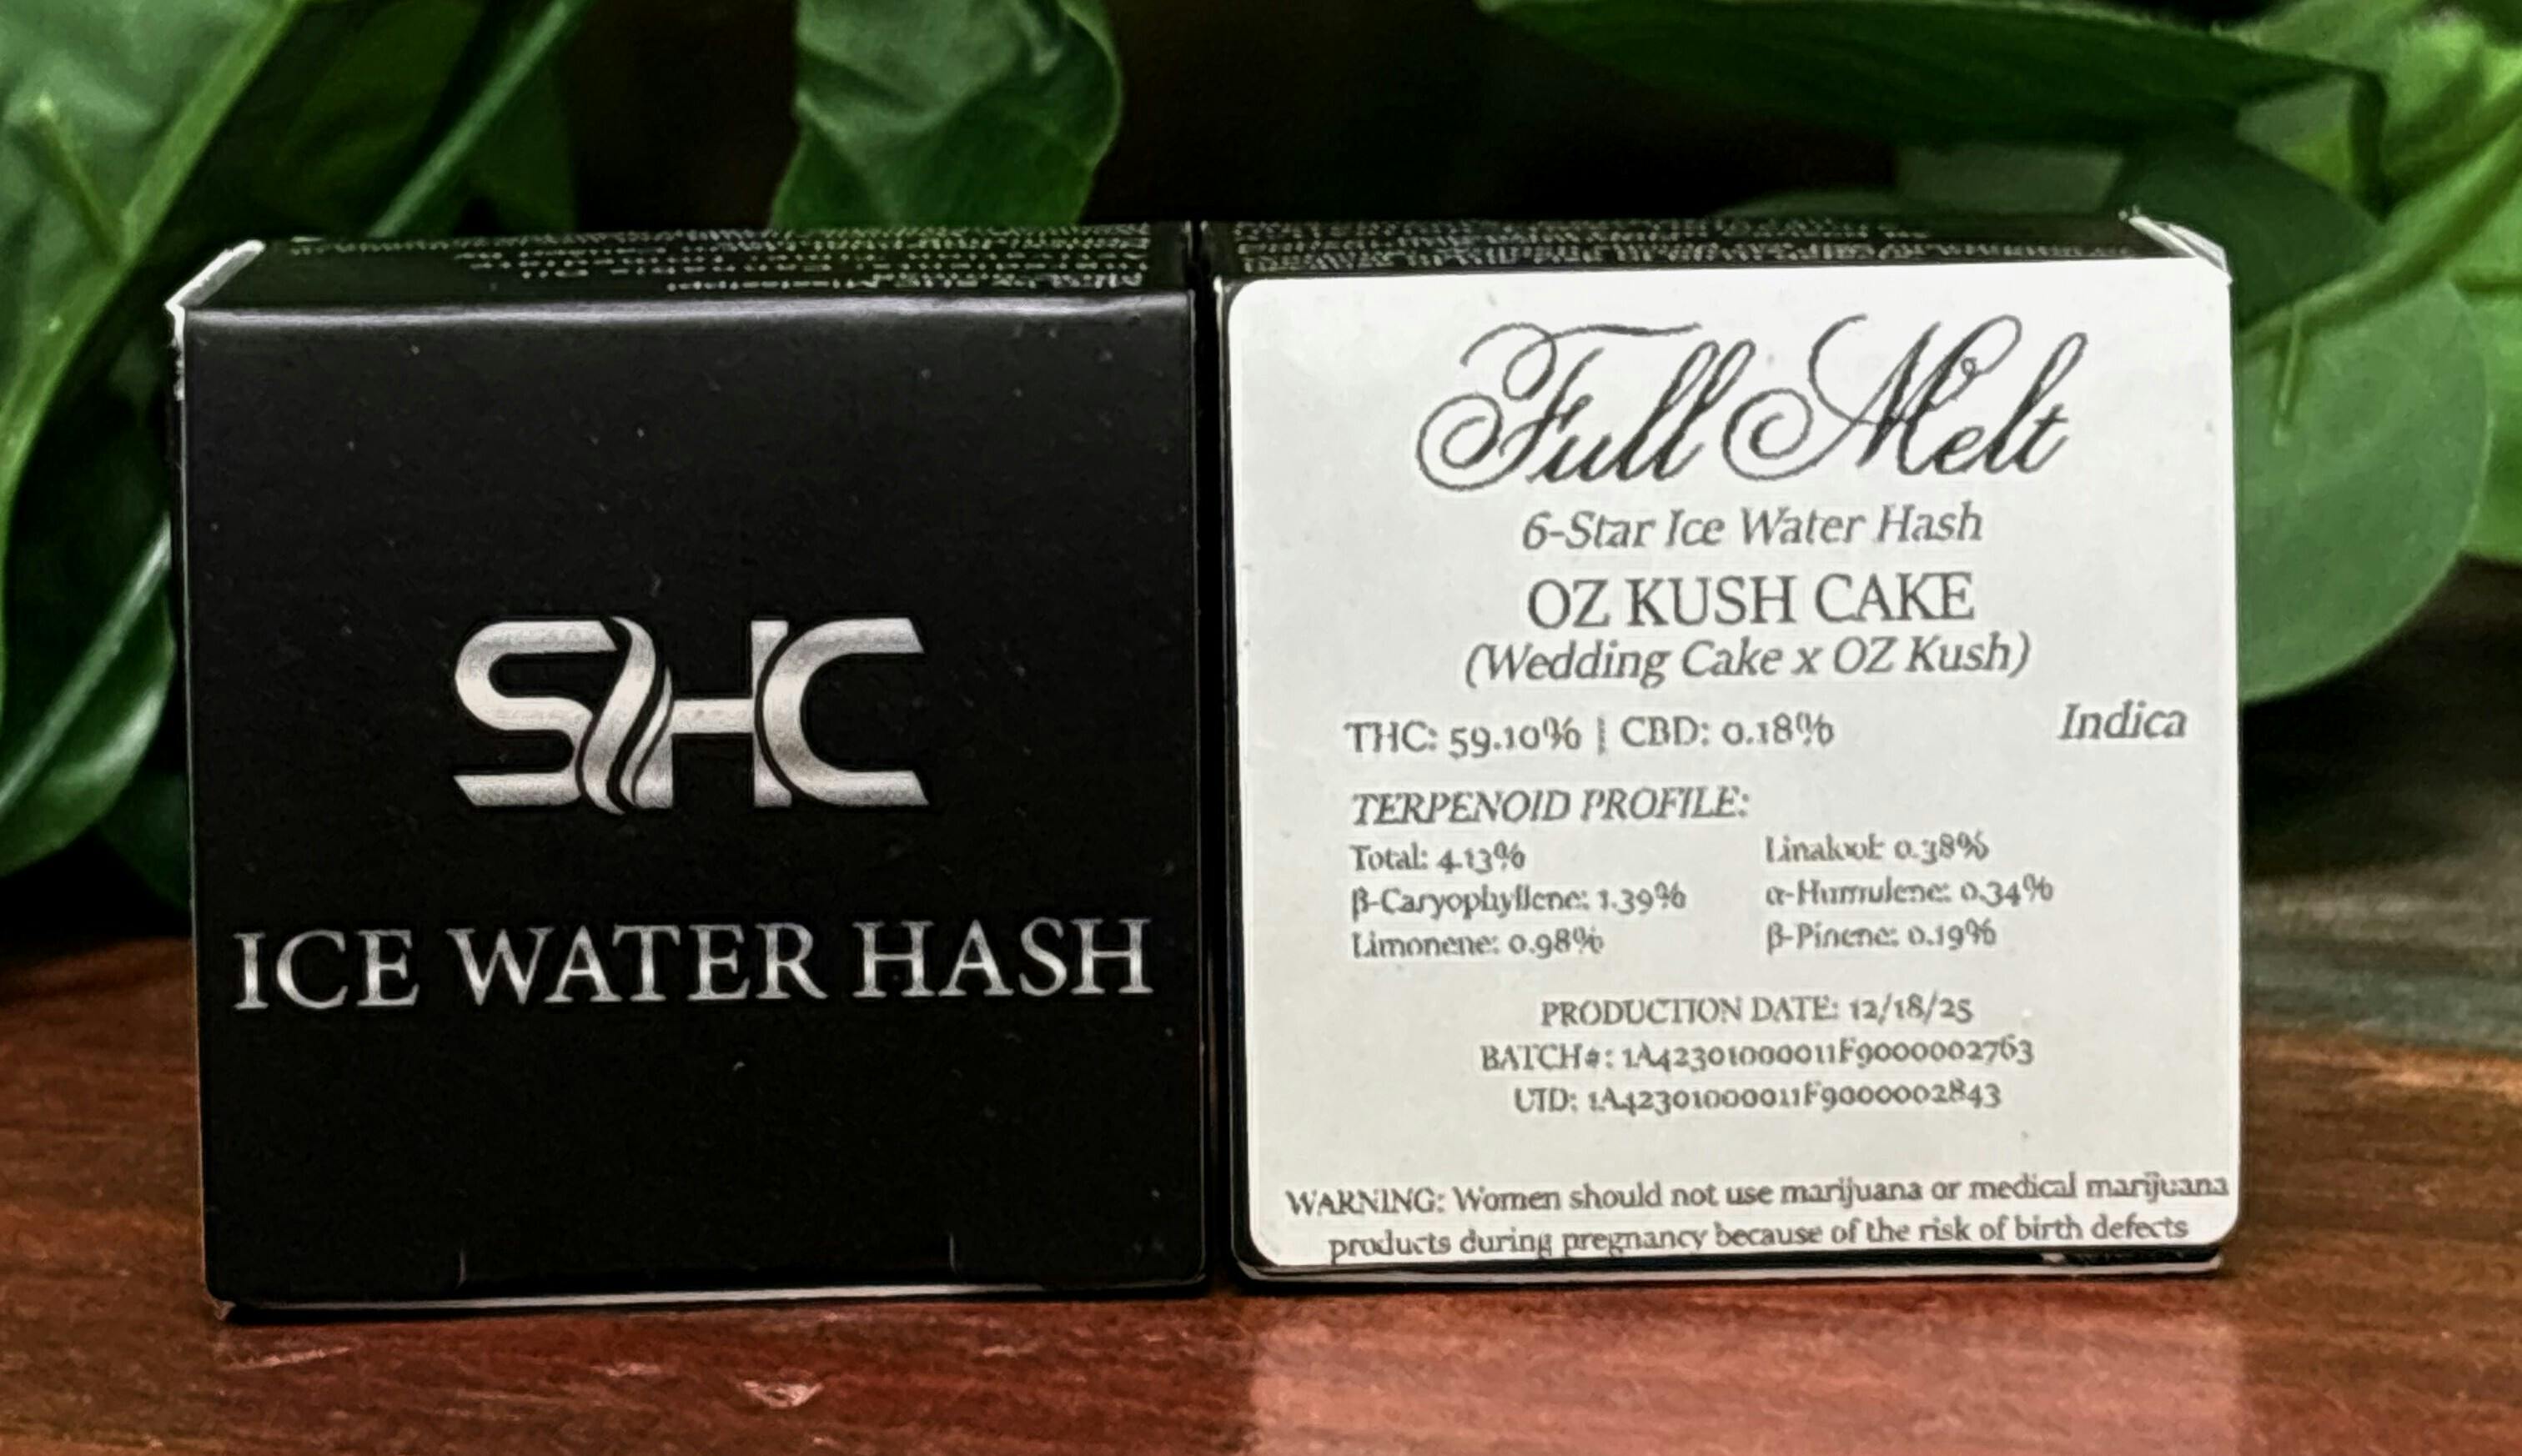 SHC
ICE WATER HASH
Full Melt
6-Star Ice Water Hash
OZ KUSH CAKE
(Wedding Cake x OZ Kush)
THC: 59.10% | CBD: 0.18%
Indica
TERPENOID PROFILE:
Total: 4.13%
β-Caryophyllene: 1.39%
Limonene: 0.98%
Linalool: 0.38%
α-Humulene: 0.34%
β-Pinene: 0.19%
PRODUCTION DATE: 12/18/25
BATCH#: 1A42301000011F9000002763
UID: 1A42301000011F9000002843
WARNING: Women should not use marijuana or medical marijuana
products during pregnancy because of the risk of birth defects